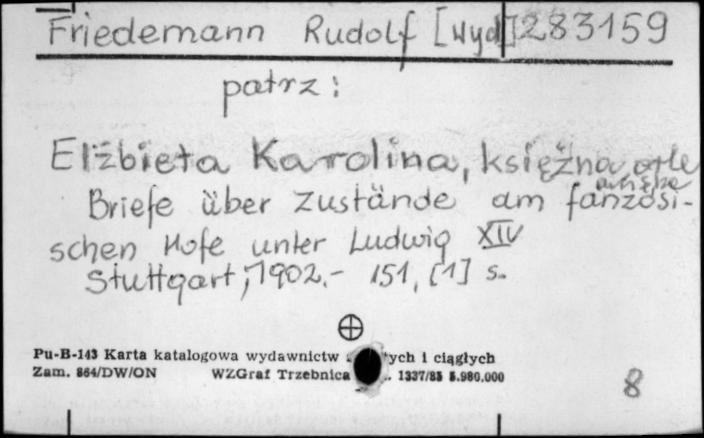 Friedemann Rudolf [Wyd] 283159
patrz:
Elżbieta Karolina, księżna orle
ańska
Briefe über Zustände am fanzösi-
schen Hofe unter Ludwig XIV
Stuttgart, 1902.- 151, [1] s.
Pu-B-143 Karta katalogowa wydawnictw tych i ciągłych
Zam. 864/DW/ON WZGraf Trzebnica 1337/85 5.980.000
8